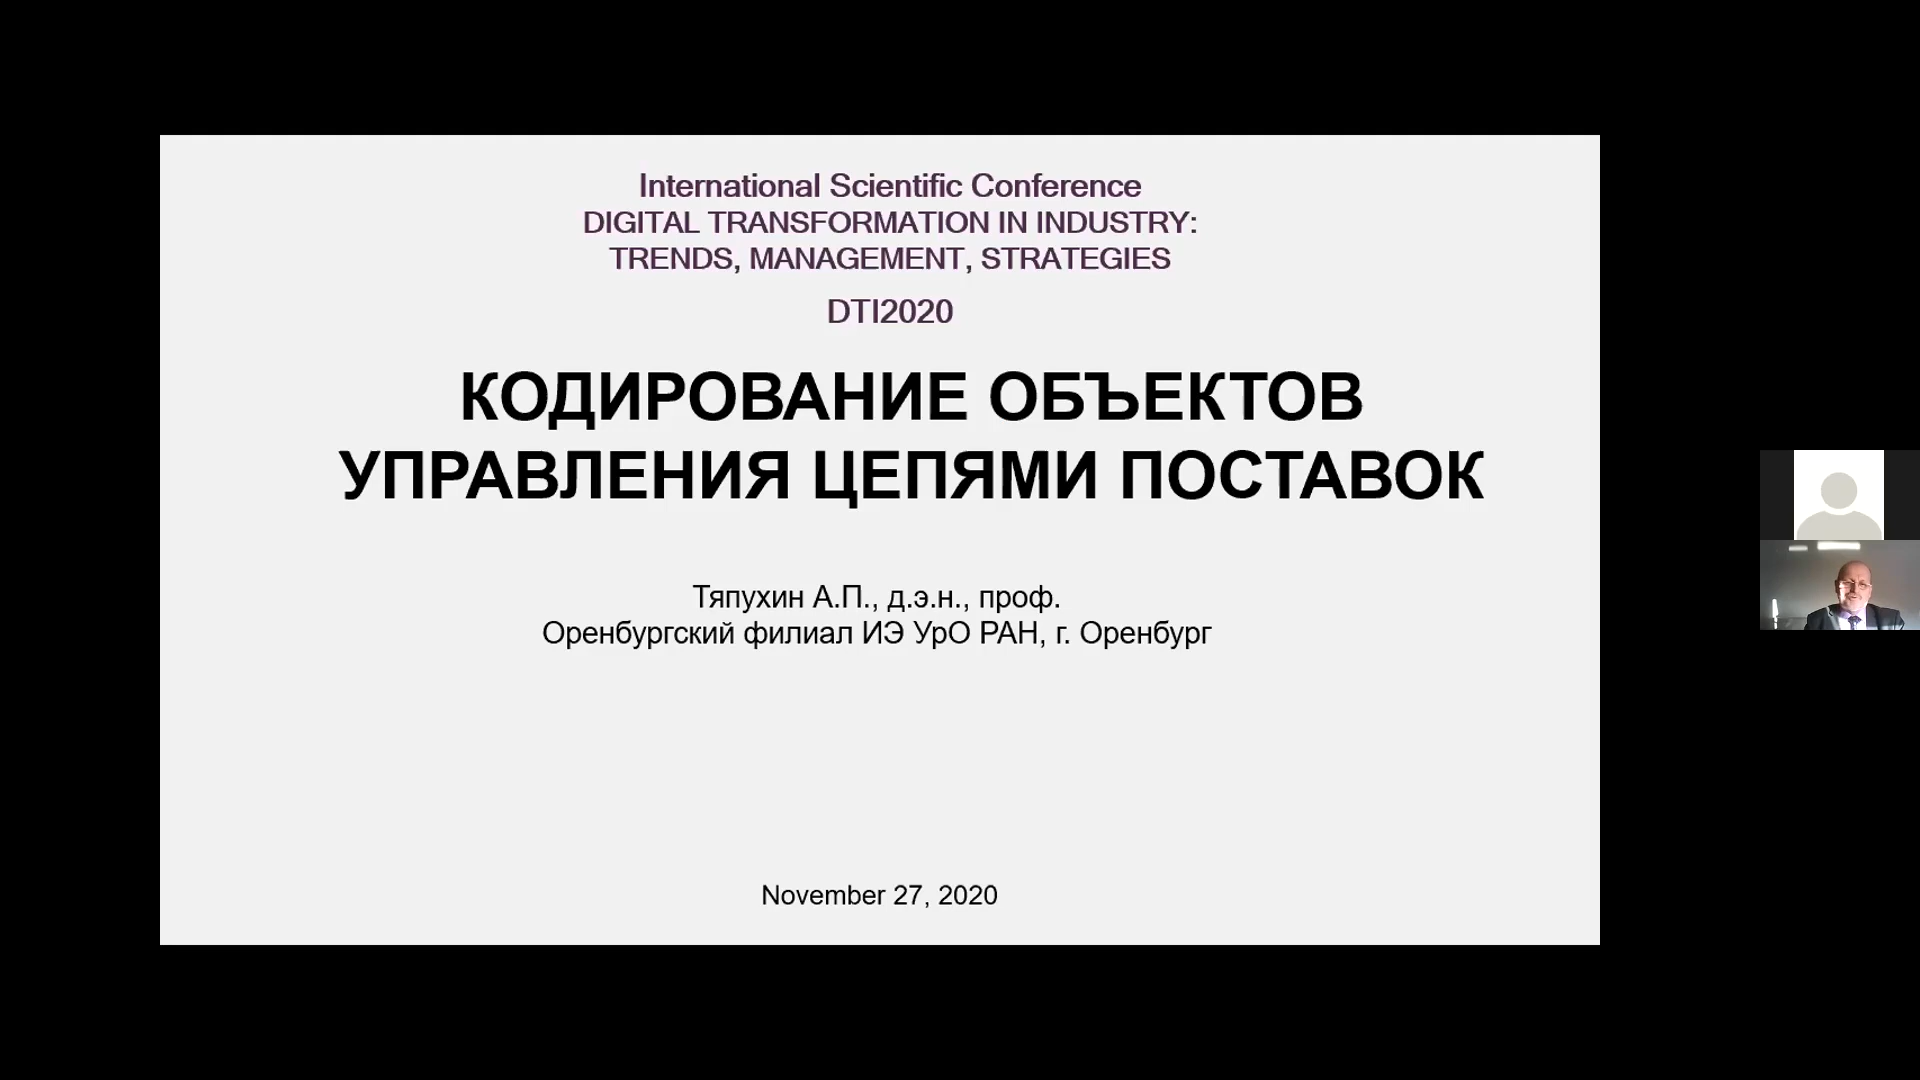 International Scientific Conference
DIGITAL TRANSFORMATION IN INDUSTRY:
TRENDS, MANAGEMENT, STRATEGIES
DTI2020
КОДИРОВАНИЕ ОБЪЕКТОВ
УПРАВЛЕНИЯ ЦЕПЯМИ ПОСТАВОК
Тяпухин А.П., д.э.н., проф.
Оренбургский филиал ИЭ УрО РАН, г. Оренбург
November 27, 2020